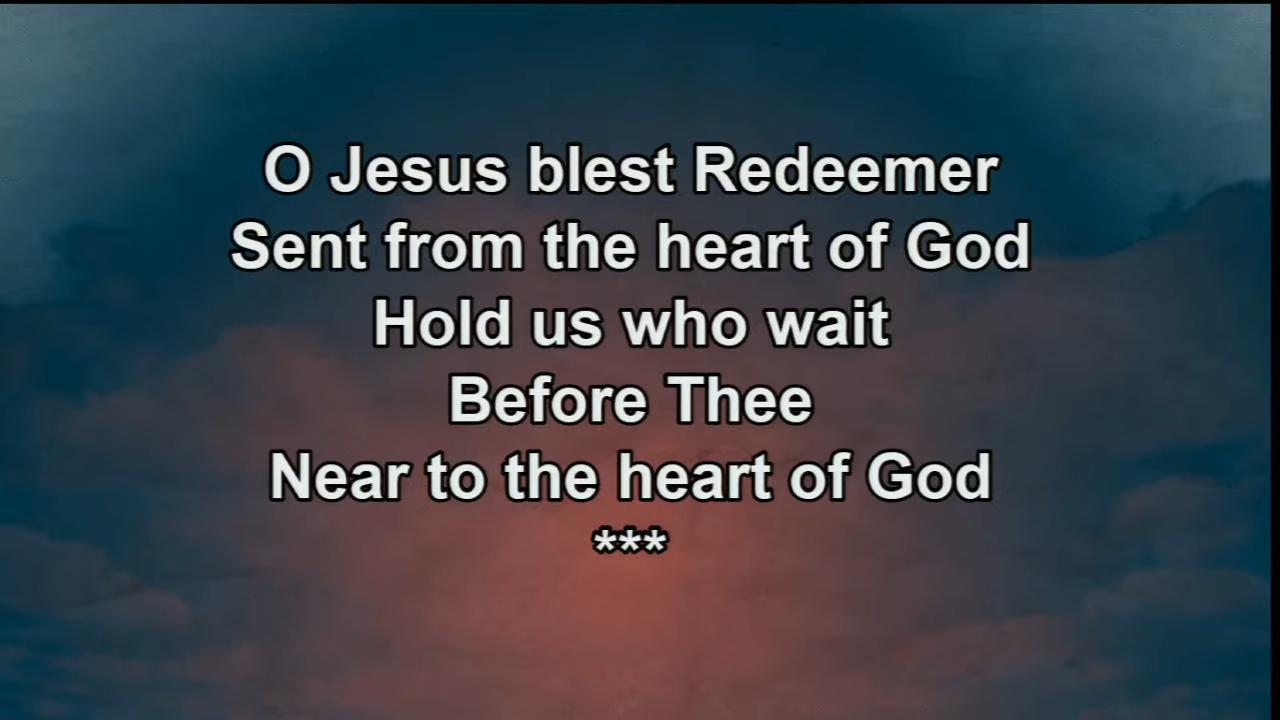 O Jesus blest Redeemer
Sent from the heart of God
Hold us who wait
Before Thee
Near to the heart of God
***